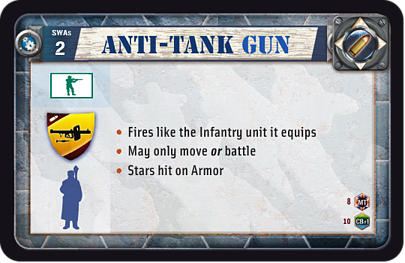 SWAs
2
ANTI-TANK GUN
• Fires like the Infantry unit it equips
• May only move or battle
• Stars hit on Armor
8 MT
10 CB-1